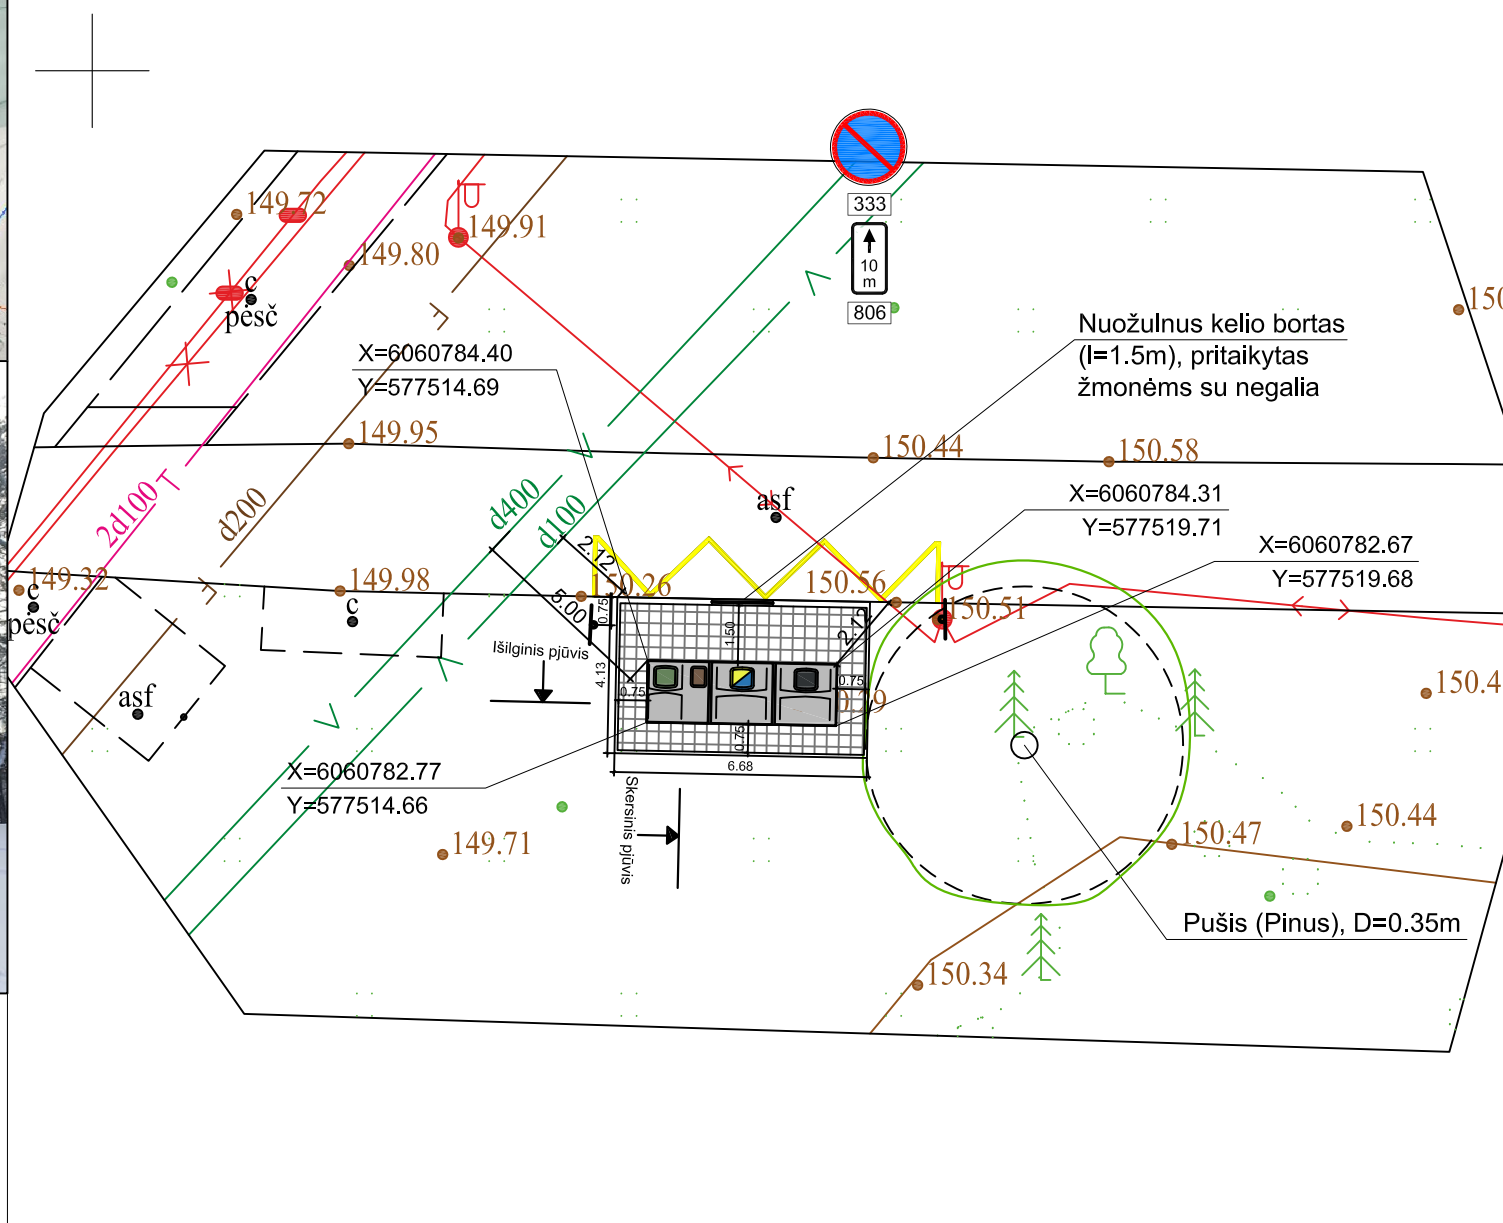 333
10
m
806
149.72
149.91
149.80
c
pėsč
X=6060784.40
Y=577514.69
Nuožulnus kelio bortas
(l=1.5m), pritaikytas
žmonėms su negalia
149.95
150.44
150.58
F
T
V
V
2d100
d200
d400
d100
asf
X=6060784.31
Y=577519.71
X=6060782.67
Y=577519.68
2.12
5.00
149.32
149.98
150.26
150.56
150.51
c
pėsč
c
F
0.75
1.50
Išilginis pjūvis
4.13
0.75
0.75
0.75
6.68
asf
V
V
150.4
X=6060782.77
Y=577514.66
Skersinis pjūvis
149.71
150.47
150.44
Pušis (Pinus), D=0.35m
150.34